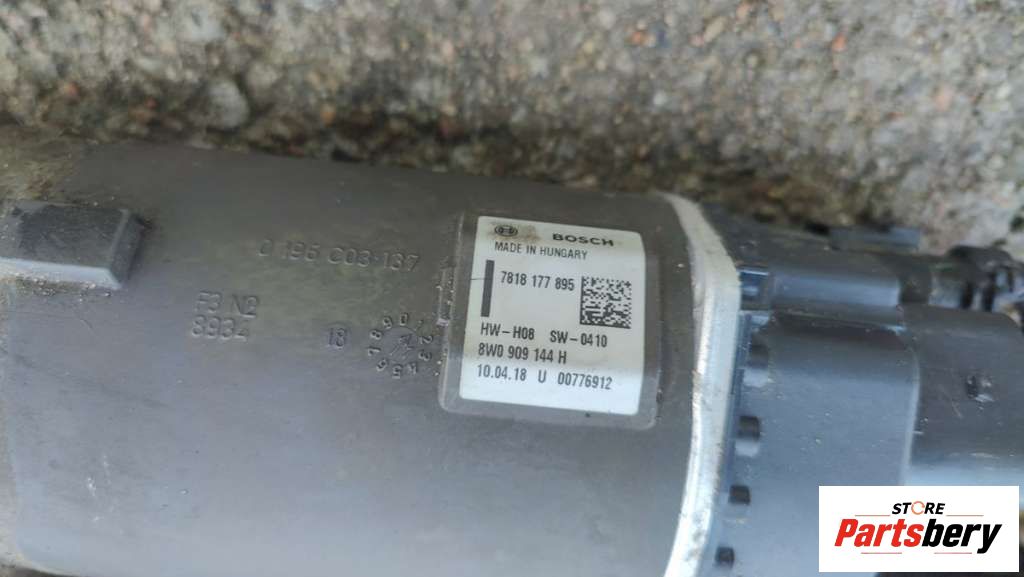 BOSCH
MADE IN HUNGARY
7818 177 895
HW-H08 SW-0410
8W0 909 144 H
10.04.18 U 00776912
0 196 C03 137
F3 N2
8934
18
STORE
Partsbery